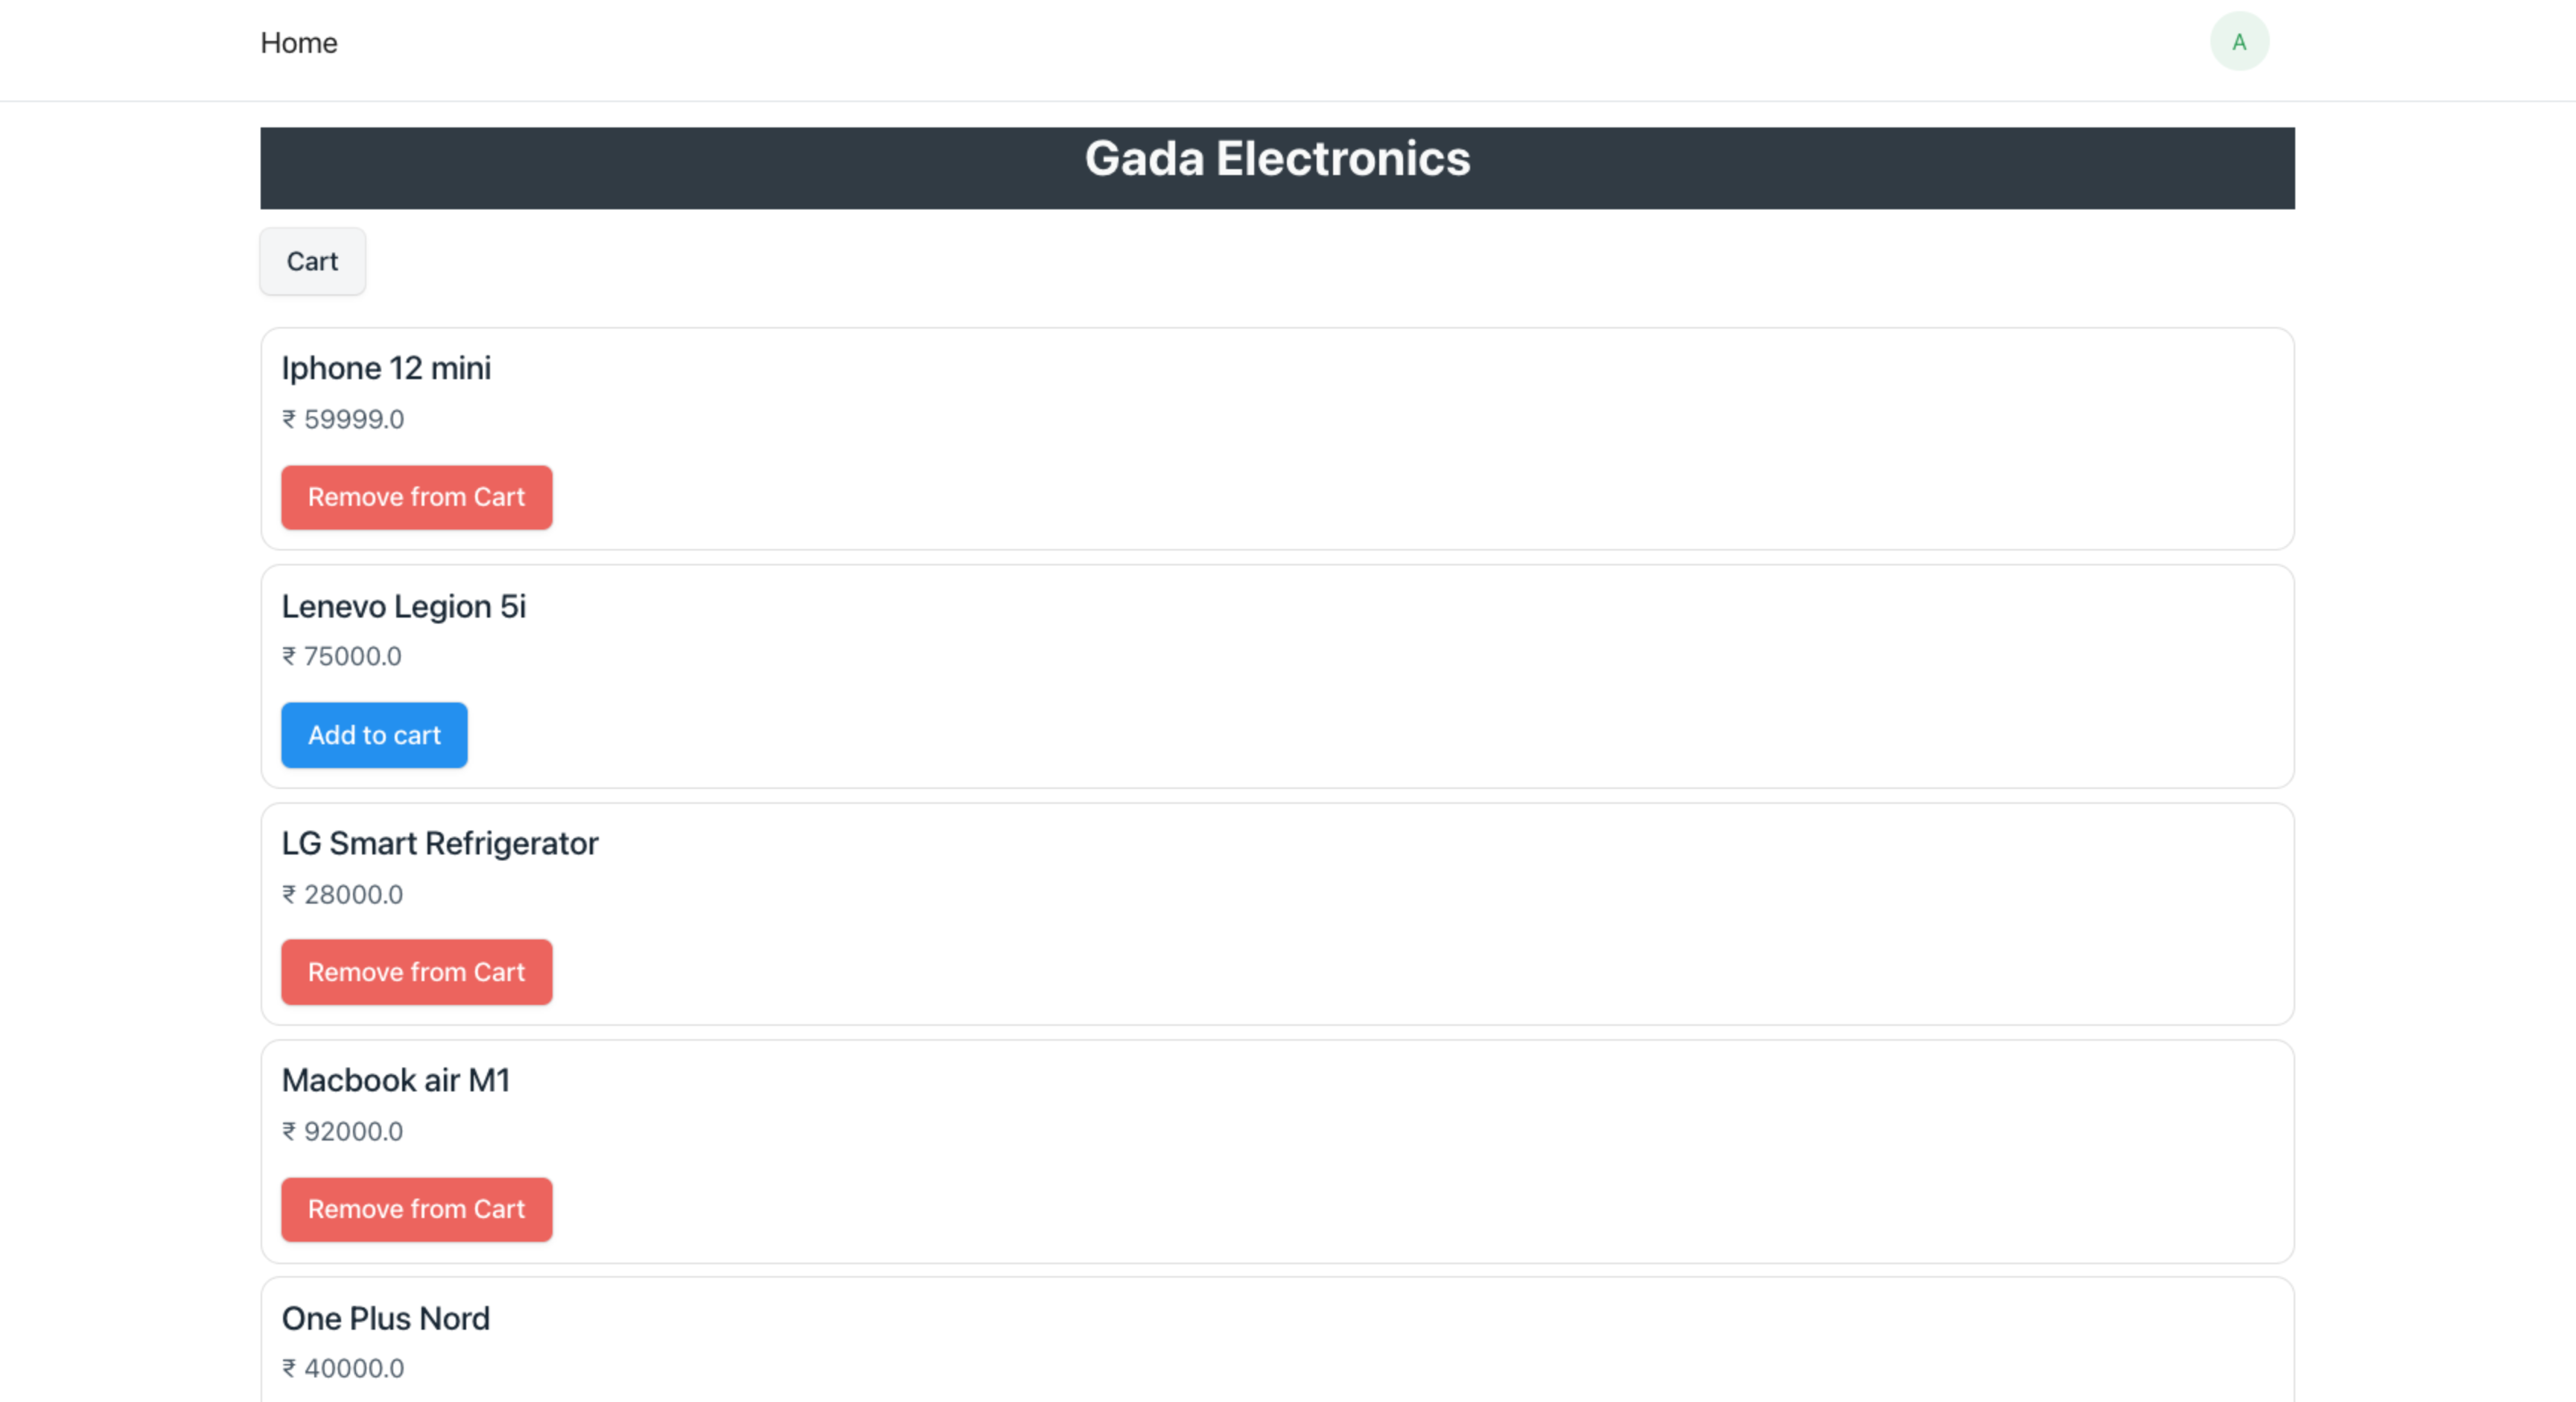 Home
A
Gada Electronics
Cart
Iphone 12 mini
₹ 59999.0
Remove from Cart
Lenevo Legion 5i
₹ 75000.0
Add to cart
LG Smart Refrigerator
₹ 28000.0
Remove from Cart
Macbook air M1
₹ 92000.0
Remove from Cart
One Plus Nord
₹ 40000.0